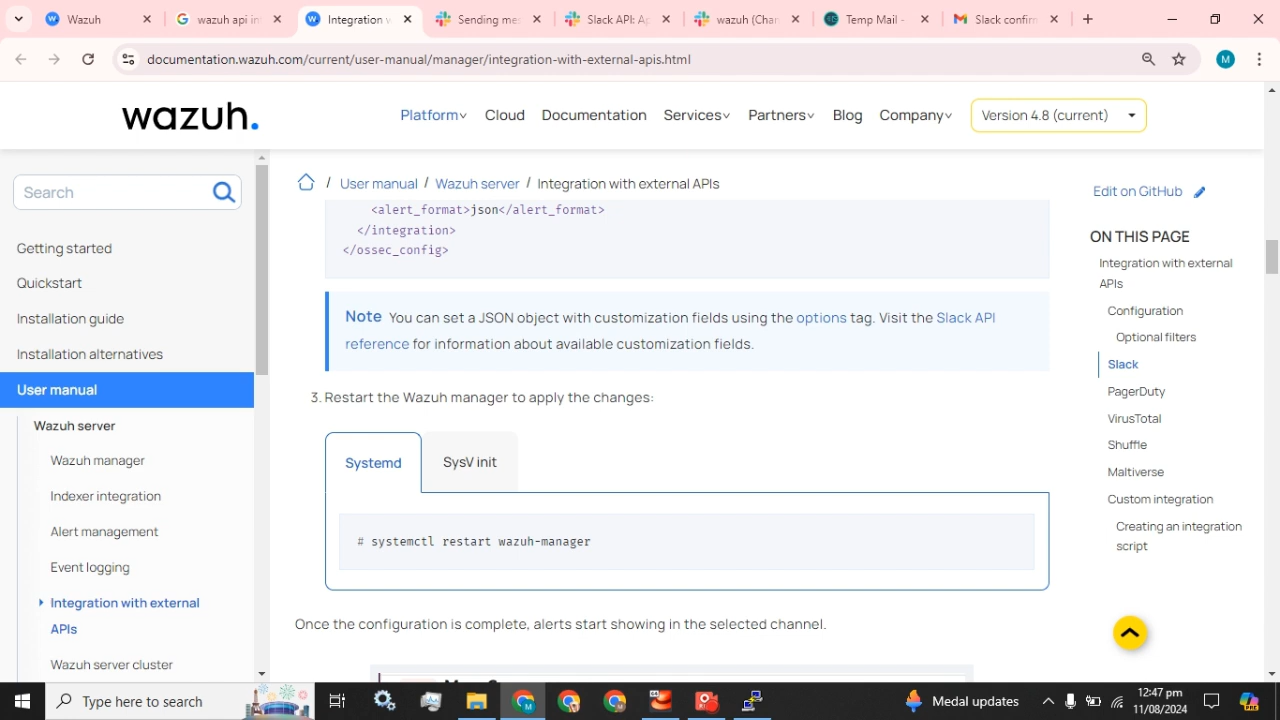 Wazuh
wazuh api in
Integration w
Sending me
Slack API: A
wazuh (Chan
Temp Mail -
Slack confir
documentation.wazuh.com/current/user-manual/manager/integration-with-external-apis.html
M
wazuh.
Platform
Cloud
Documentation
Services
Partners
Blog
Company
Version 4.8 (current)
Search
Getting started
Quickstart
Installation guide
Installation alternatives
User manual
Wazuh server
Wazuh manager
Indexer integration
Alert management
Event logging
Integration with external
APIs
Wazuh server cluster
/ User manual / Wazuh server / Integration with external APIs
<alert_format>json</alert_format>
</integration>
</ossec_config>
Note You can set a JSON object with customization fields using the options tag. Visit the Slack API
reference for information about available customization fields.
3. Restart the Wazuh manager to apply the changes:
Systemd
SysV init
# systemctl restart wazuh-manager
Once the configuration is complete, alerts start showing in the selected channel.
Edit on GitHub
ON THIS PAGE
Integration with external
APIs
Configuration
Optional filters
Slack
PagerDuty
VirusTotal
Shuffle
Maltiverse
Custom integration
Creating an integration
script
Type here to search
Medal updates
12:47 pm
11/08/2024